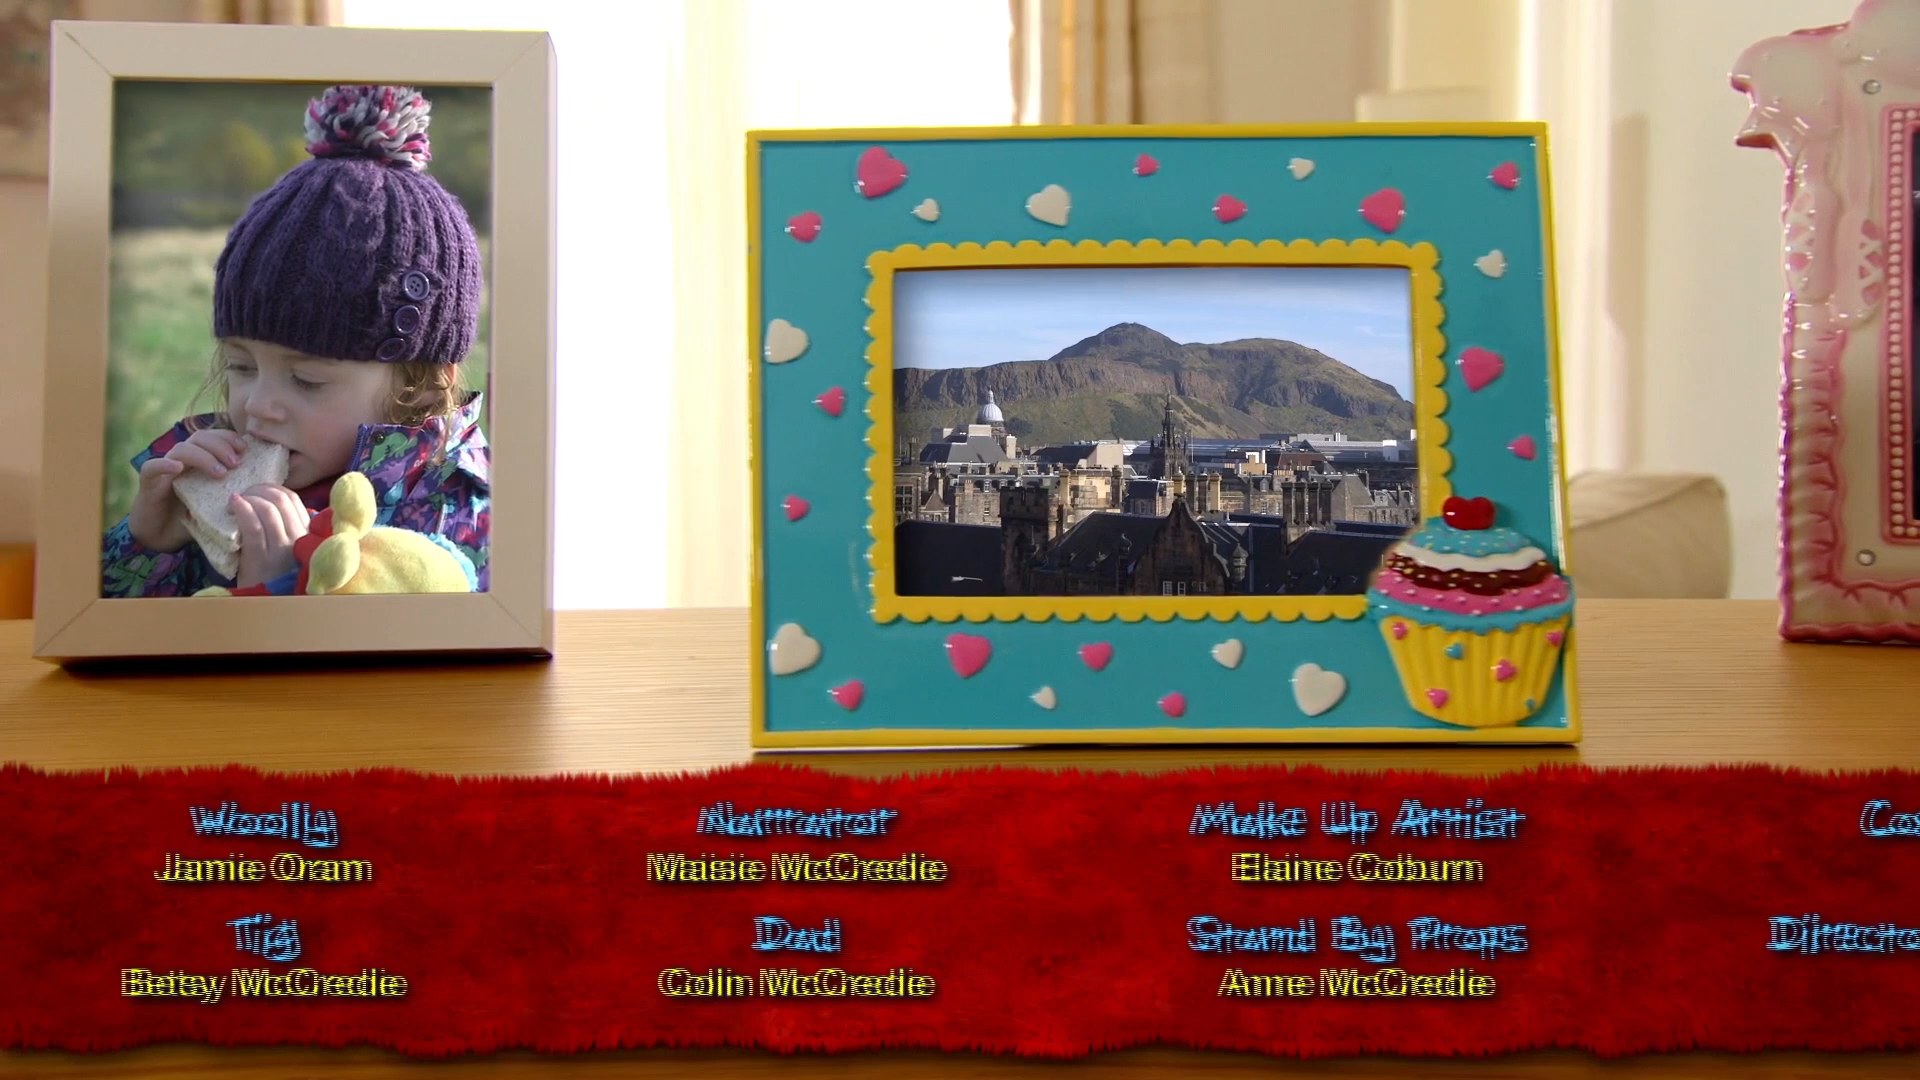 Woolly
Jamie Oram
Tig
Betsy McCredie
Narrator
Maisie McCredie
Dad
Colin McCredie
Make Up Artist
Elaine Coburn
Stand By Props
Anne McCredie